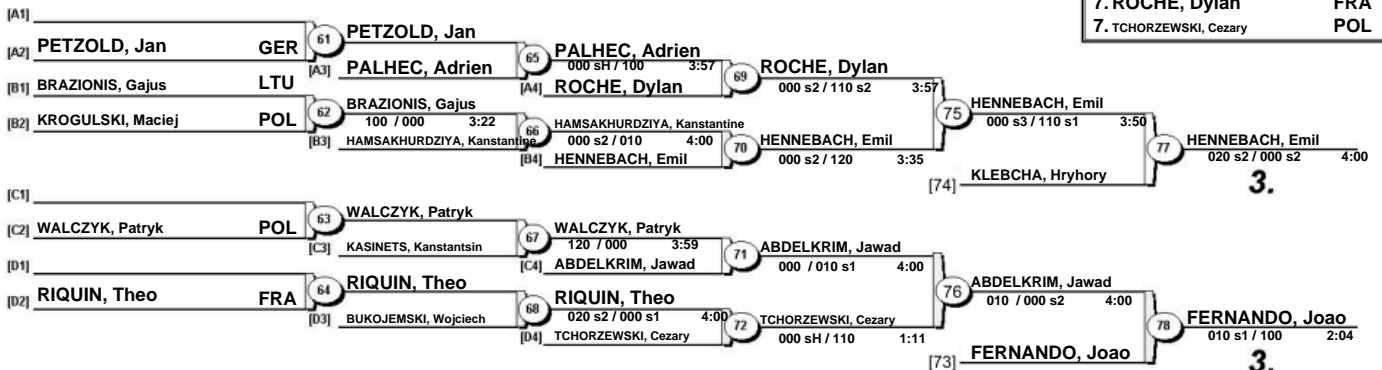 7. ROCHE, Dylan FRA
7. TCHORZEWSKI, Cezary POL
[A1]
[A2] PETZOLD, Jan GER
61 PETZOLD, Jan
[A3] PALHEC, Adrien
65 PALHEC, Adrien
000 sH / 100 3:57
[A4] ROCHE, Dylan
69 ROCHE, Dylan
000 s2 / 110 s2 3:57
[B1] BRAZIONIS, Gajus LTU
[B2] KROGULSKI, Maciej POL
62 BRAZIONIS, Gajus
100 / 000 3:22
[B3] HAMSAKHURDZIYA, Kanstantine
66 HAMSAKHURDZIYA, Kanstantine
000 s2 / 010 4:00
[B4] HENNEBACH, Emil
70 HENNEBACH, Emil
000 s2 / 120 3:35
75 HENNEBACH, Emil
000 s3 / 110 s1 3:50
[74] KLEBCHA, Hryhory
77 HENNEBACH, Emil
020 s2 / 000 s2 4:00
3.
[C1]
[C2] WALCZYK, Patryk POL
63 WALCZYK, Patryk
[C3] KASINETS, Kanstantsin
67 WALCZYK, Patryk
120 / 000 3:59
[C4] ABDELKRIM, Jawad
71 ABDELKRIM, Jawad
000 / 010 s1 4:00
[D1]
[D2] RIQUIN, Theo FRA
64 RIQUIN, Theo
[D3] BUKOJEMSKI, Wojciech
68 RIQUIN, Theo
020 s2 / 000 s1 4:00
[D4] TCHORZEWSKI, Cezary
72 TCHORZEWSKI, Cezary
000 sH / 110 1:11
76 ABDELKRIM, Jawad
010 / 000 s2 4:00
[73] FERNANDO, Joao
78 FERNANDO, Joao
010 s1 / 100 2:04
3.